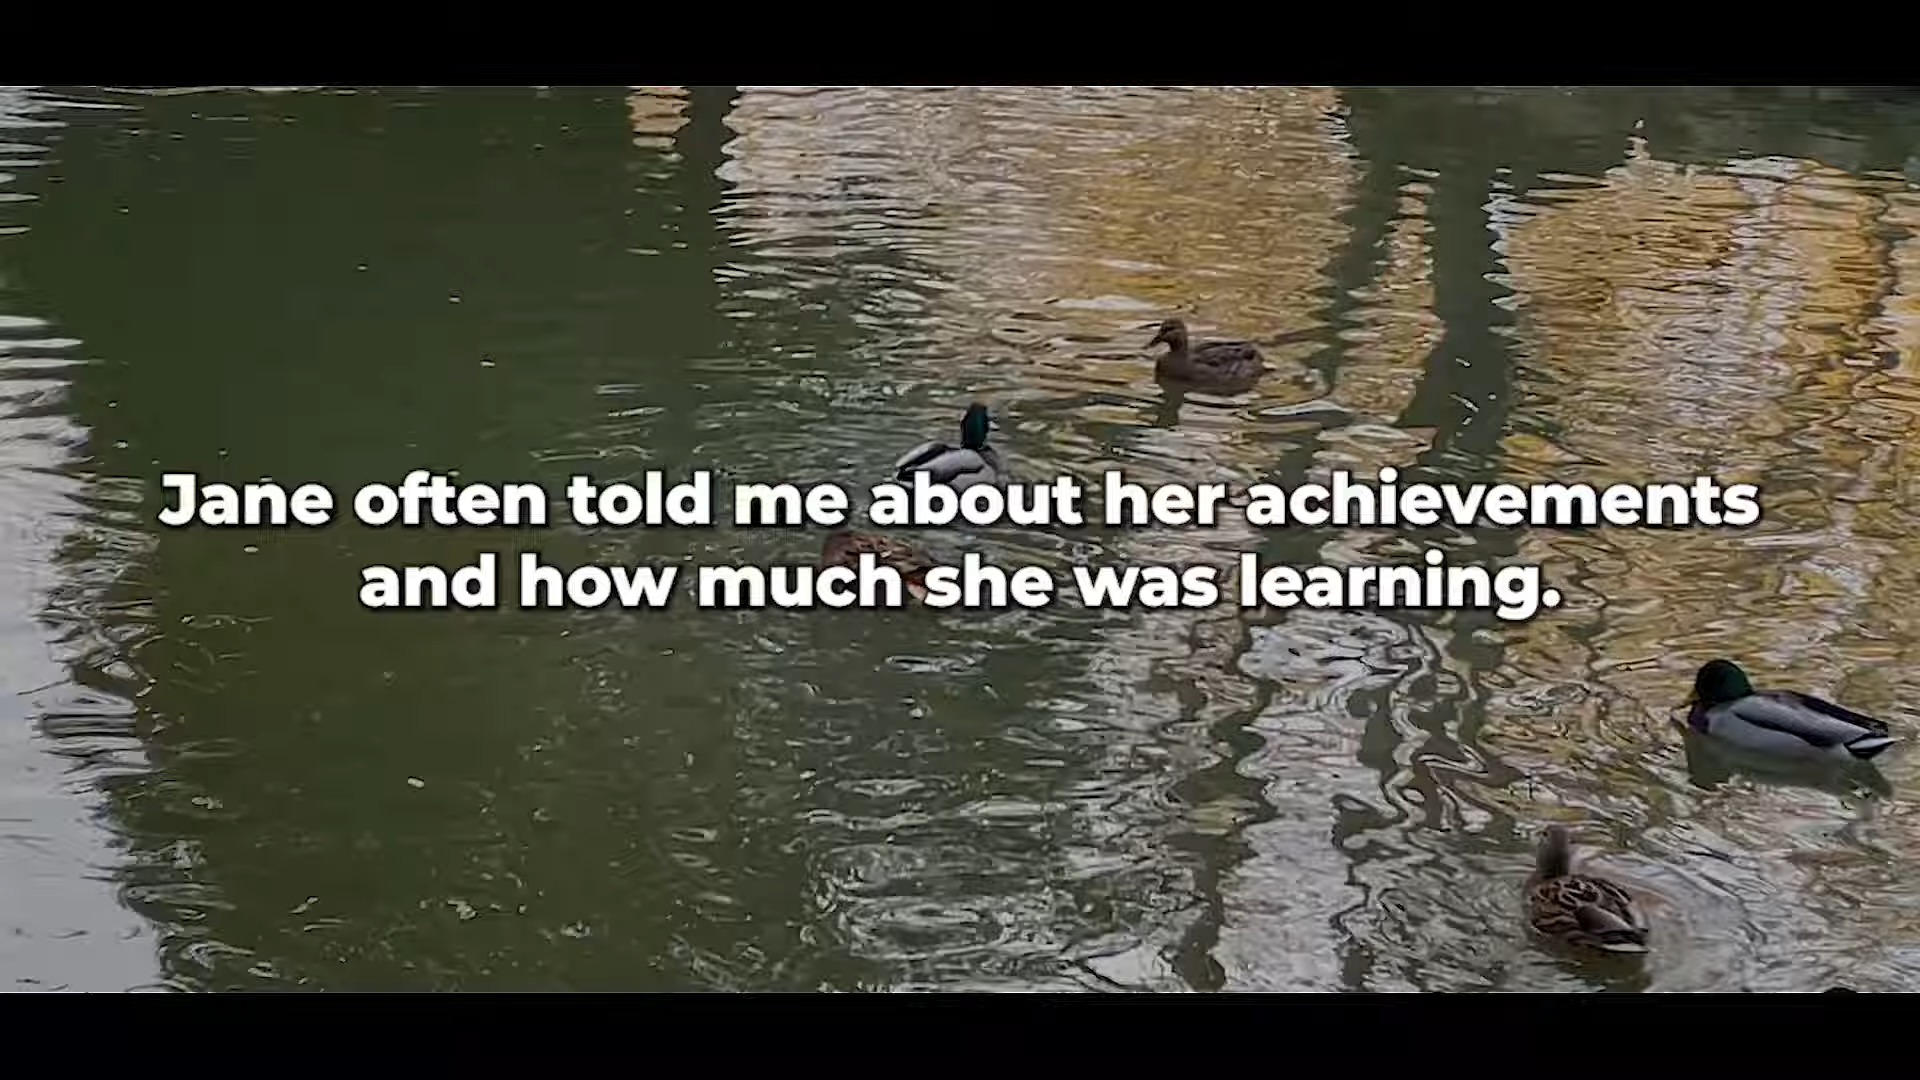 Jane often told me about her achievements
and how much she was learning.